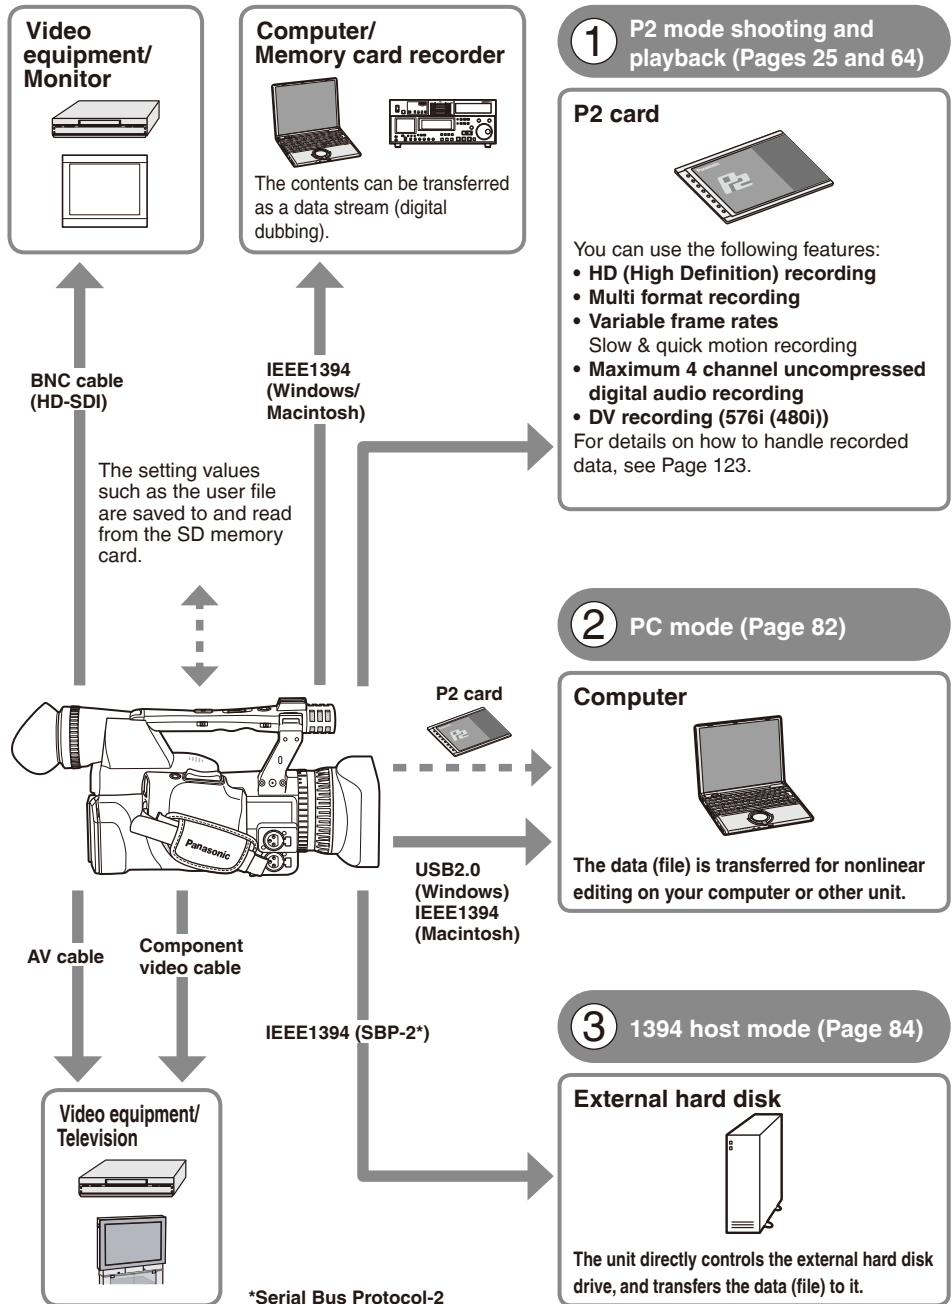 Video
equipment/
Monitor
Computer/
Memory card recorder
The contents can be transferred
as a data stream (digital
dubbing).
1 P2 mode shooting and
playback (Pages 25 and 64)
P2 card
Panasonic
P2
You can use the following features:
• HD (High Definition) recording
• Multi format recording
• Variable frame rates
Slow & quick motion recording
• Maximum 4 channel uncompressed
digital audio recording
• DV recording (576i (480i))
For details on how to handle recorded
data, see Page 123.
BNC cable
(HD-SDI)
IEEE1394
(Windows/
Macintosh)
The setting values
such as the user file
are saved to and read
from the SD memory
card.
2 PC mode (Page 82)
P2 card
P2
Computer
The data (file) is transferred for nonlinear
editing on your computer or other unit.
Panasonic
USB2.0
(Windows)
IEEE1394
(Macintosh)
AV cable
Component
video cable
IEEE1394 (SBP-2*)
3 1394 host mode (Page 84)
External hard disk
The unit directly controls the external hard disk
drive, and transfers the data (file) to it.
Video equipment/
Television
*Serial Bus Protocol-2